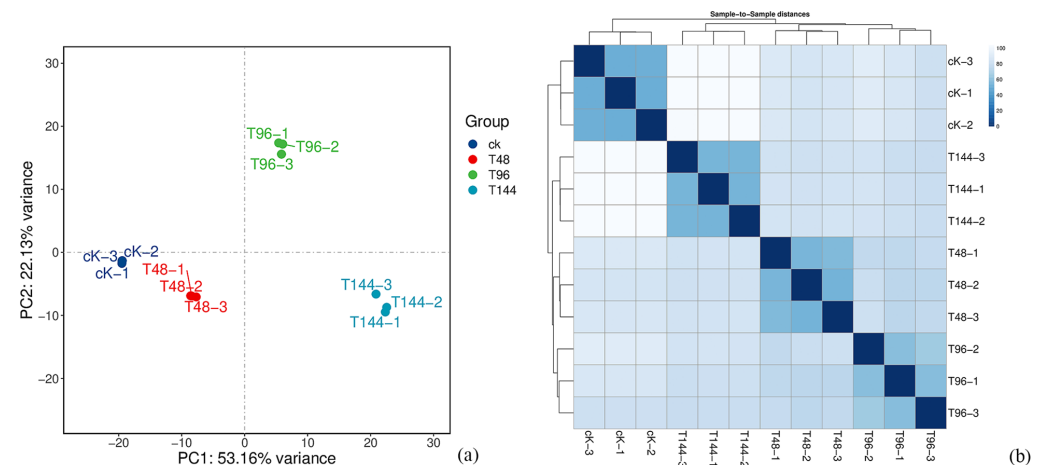 30
20
10
0
−10
−20
−20
−10
0
10
20
30
PC2: 22.13% variance
PC1: 53.16% variance
T96−1
T96−2
T96−3
cK−3
cK−2
cK−1
T48−1
T48−2
T48−3
T144−3
T144−2
T144−1
Group
ck
T48
T96
T144
(a)
Sample−to−Sample distances
100
80
60
40
20
0
cK−3
cK−1
cK−2
T144−3
T144−1
T144−2
T48−1
T48−2
T48−3
T96−2
T96−1
T96−3
cK−3
cK−1
cK−2
T144−3
T144−1
T144−2
T48−1
T48−2
T48−3
T96−2
T96−1
T96−3
(b)